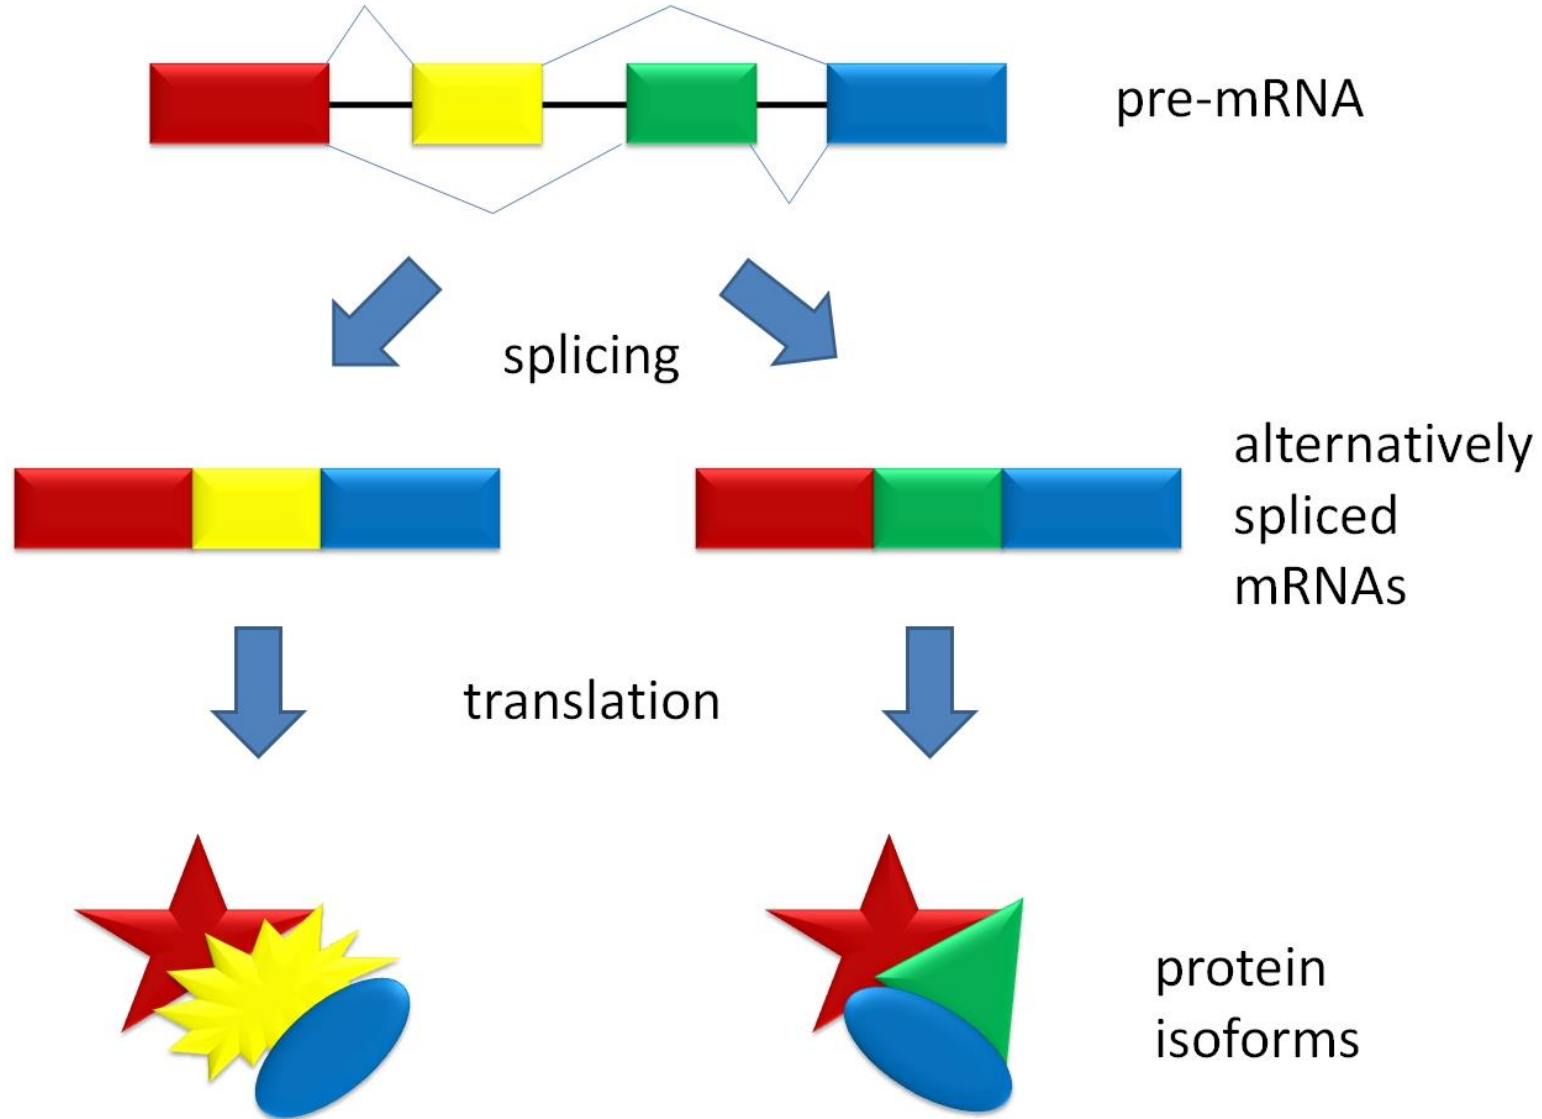 pre-mRNA
splicing
alternatively
spliced
mRNAs
translation
protein
isoforms